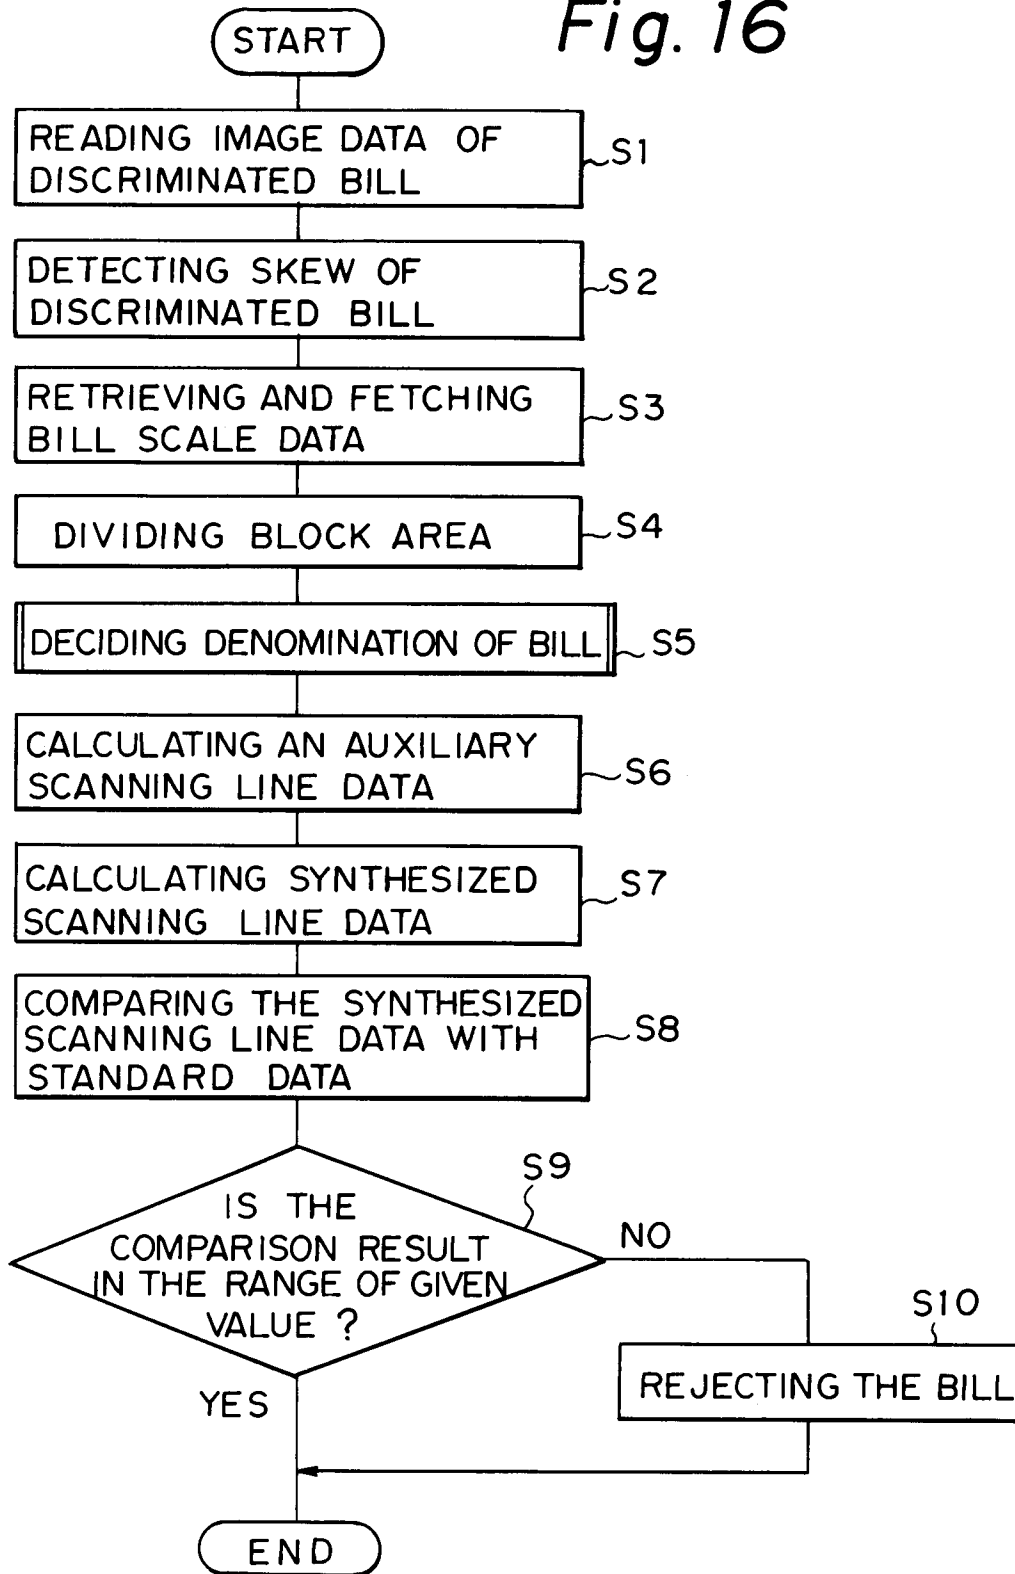 Fig. 16
START
READING IMAGE DATA OF
DISCRIMINATED BILL
S1
DETECTING SKEW OF
DISCRIMINATED BILL
S2
RETRIEVING AND FETCHING
BILL SCALE DATA
S3
DIVIDING BLOCK AREA
S4
DECIDING DENOMINATION OF BILL
S5
CALCULATING AN AUXILIARY
SCANNING LINE DATA
S6
CALCULATING SYNTHESIZED
SCANNING LINE DATA
S7
COMPARING THE SYNTHESIZED
SCANNING LINE DATA WITH
STANDARD DATA
S8
S9
IS THE
COMPARISON RESULT
IN THE RANGE OF GIVEN
VALUE ?
NO
S10
REJECTING THE BILL
YES
END